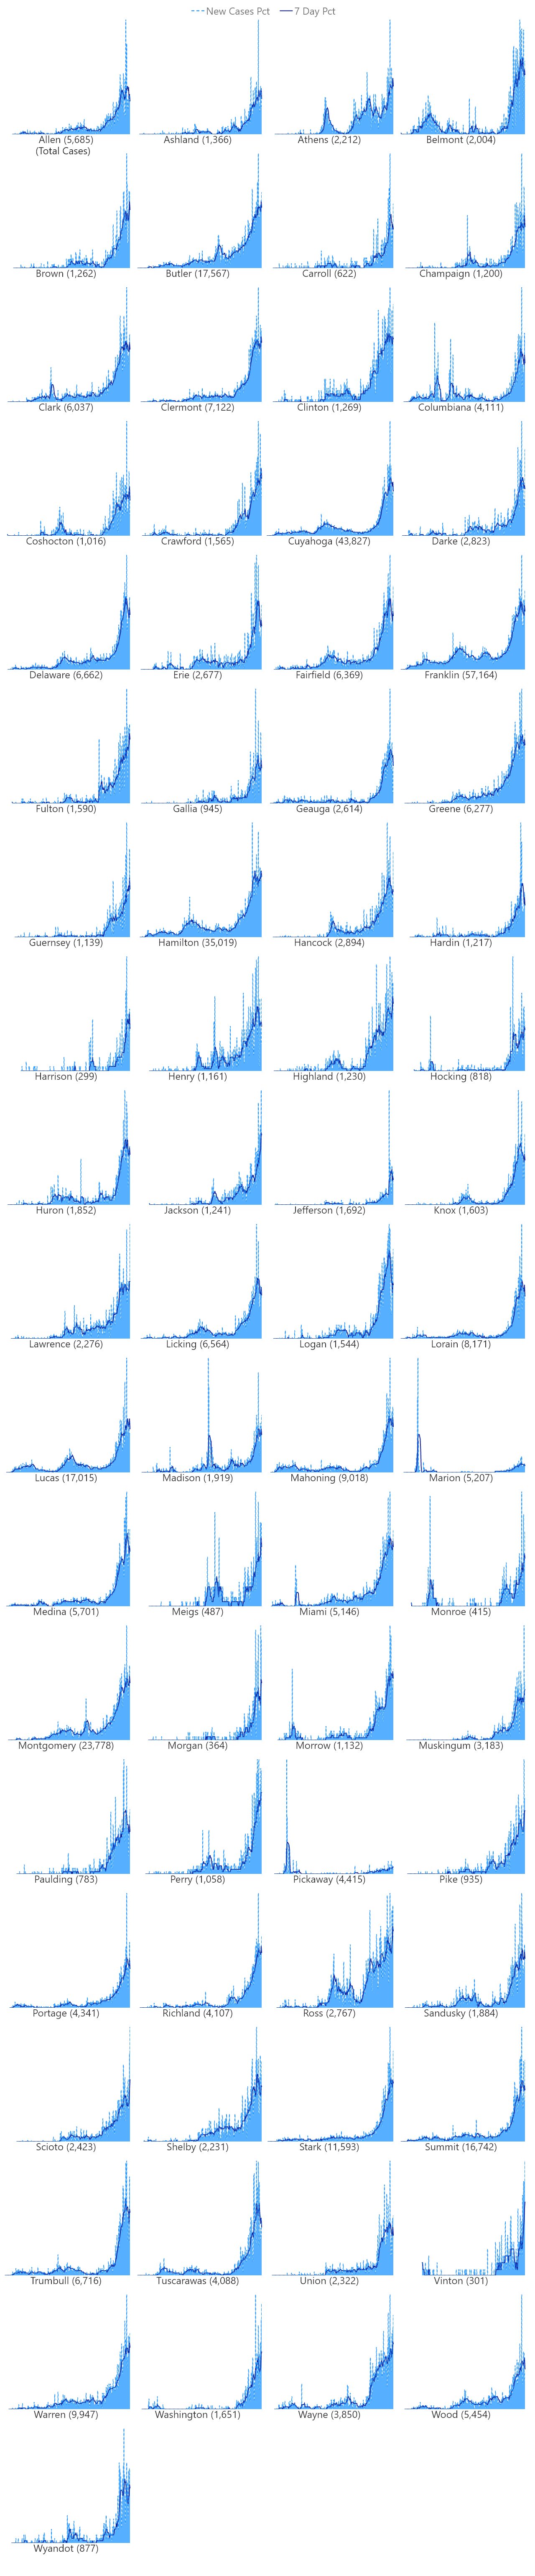 New Cases Pct 7 Day Pct
Allen (5,685) Ashland (1,366) Athens (2,212) Belmont (2,004)
(Total Cases)
Brown (1,262) Butler (17,567) Carroll (622) Champaign (1,200)
Clark (6,037) Clermont (7,122) Clinton (1,269) Columbiana (4,111)
Coshocton (1,016) Crawford (1,565) Cuyahoga (43,827) Darke (2,823)
Delaware (6,662) Erie (2,677) Fairfield (6,369) Franklin (57,164)
Fulton (1,590) Gallia (945) Geauga (2,614) Greene (6,277)
Guernsey (1,139) Hamilton (35,019) Hancock (2,894) Hardin (1,217)
Harrison (299) Henry (1,161) Highland (1,230) Hocking (818)
Huron (1,852) Jackson (1,241) Jefferson (1,692) Knox (1,603)
Lawrence (2,276) Licking (6,564) Logan (1,544) Lorain (8,171)
Lucas (17,015) Madison (1,919) Mahoning (9,018) Marion (5,207)
Medina (5,701) Meigs (487) Miami (5,146) Monroe (415)
Montgomery (23,778) Morgan (364) Morrow (1,132) Muskingum (3,183)
Paulding (783) Perry (1,058) Pickaway (4,415) Pike (935)
Portage (4,341) Richland (4,107) Ross (2,767) Sandusky (1,884)
Scioto (2,423) Shelby (2,231) Stark (11,593) Summit (16,742)
Trumbull (6,716) Tuscarawas (4,088) Union (2,322) Vinton (301)
Warren (9,947) Washington (1,651) Wayne (3,850) Wood (5,454)
Wyandot (877)